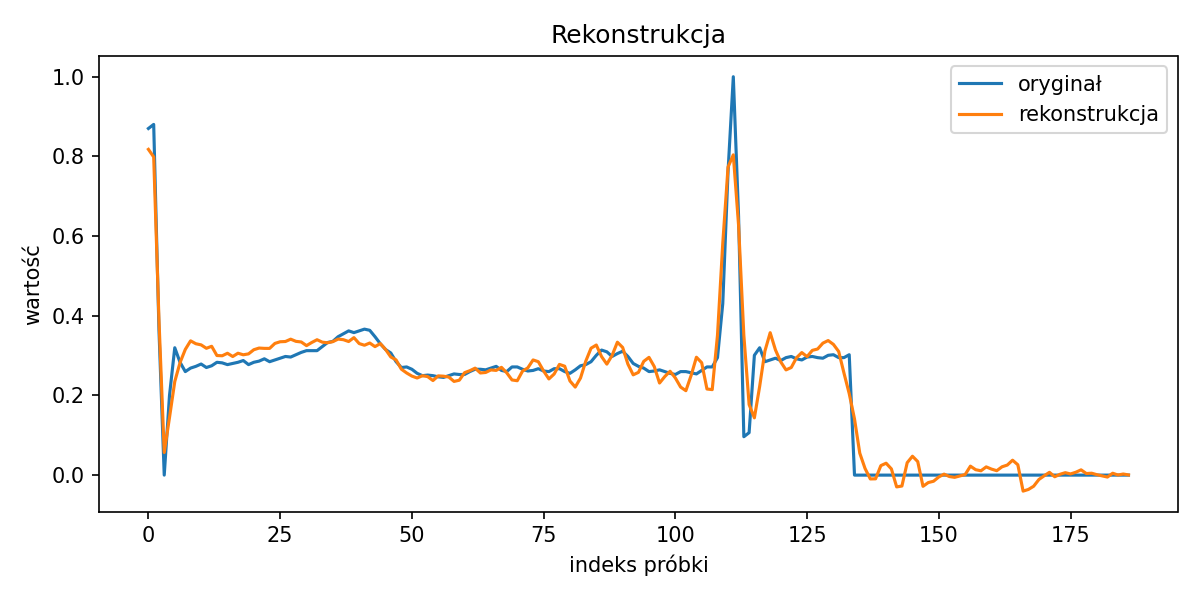 Rekonstrukcja
oryginał
rekonstrukcja
wartość
1.0
0.8
0.6
0.4
0.2
0.0
0 25 50 75 100 125 150 175
indeks próbki